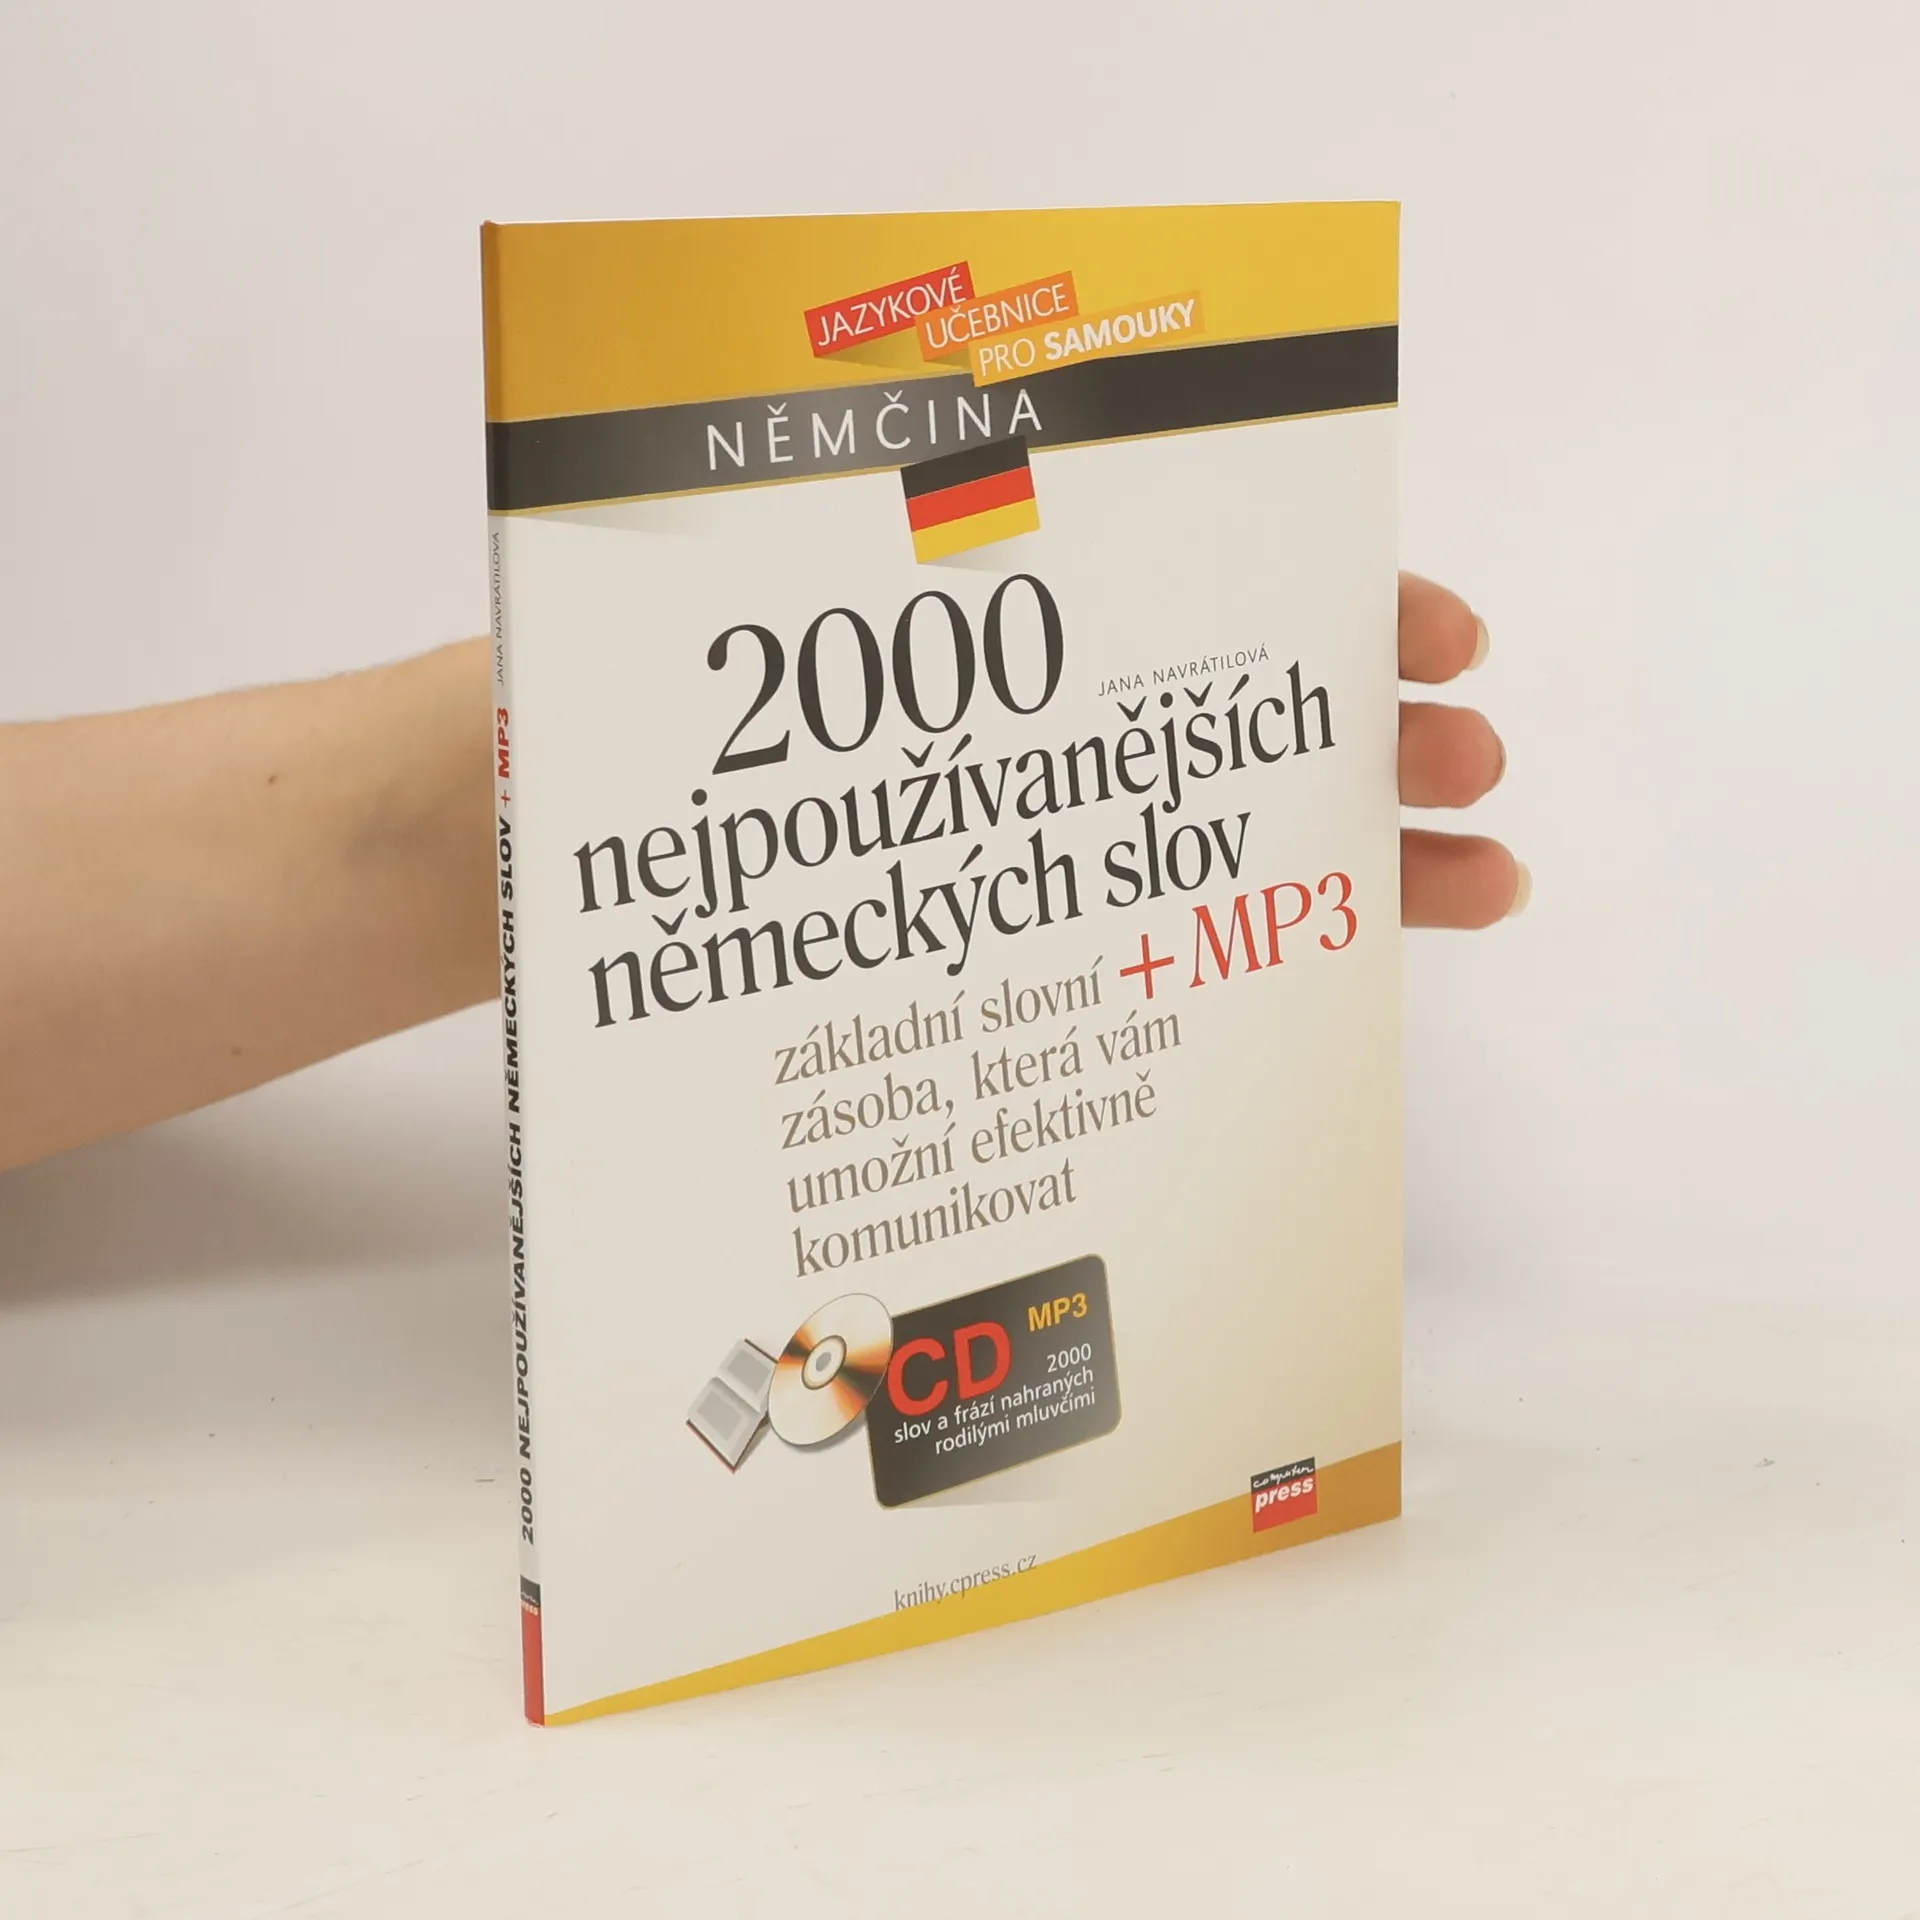 JAZYKOVÉ
UČEBNICE
PRO SAMOUKY
NĚMČINA
2000
JANA NAVRÁTILOVÁ
nejpoužívanějších
německých slov
+ MP3
základní slovní
zásoba, která vám
umožní efektivně
komunikovat
CD MP3
2000
slov a frází nahraných
rodilými mluvčími
computer
press
knihy.cpress.cz
JANA NAVRÁTILOVÁ
2000 NEJPOUŽÍVANĚJŠÍCH NĚMECKÝCH SLOV + MP3
computer
press